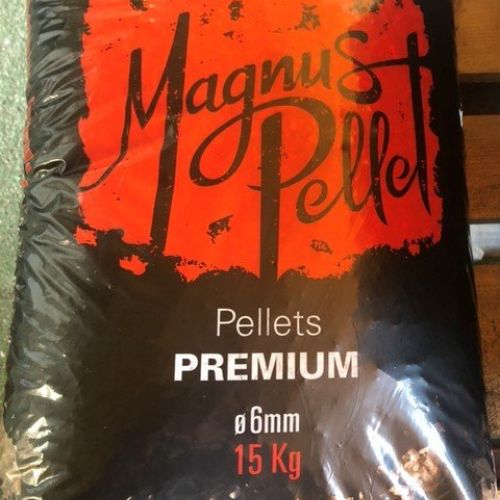 Magnus
Pellet
Pellets
PREMIUM
ø6mm
15 Kg